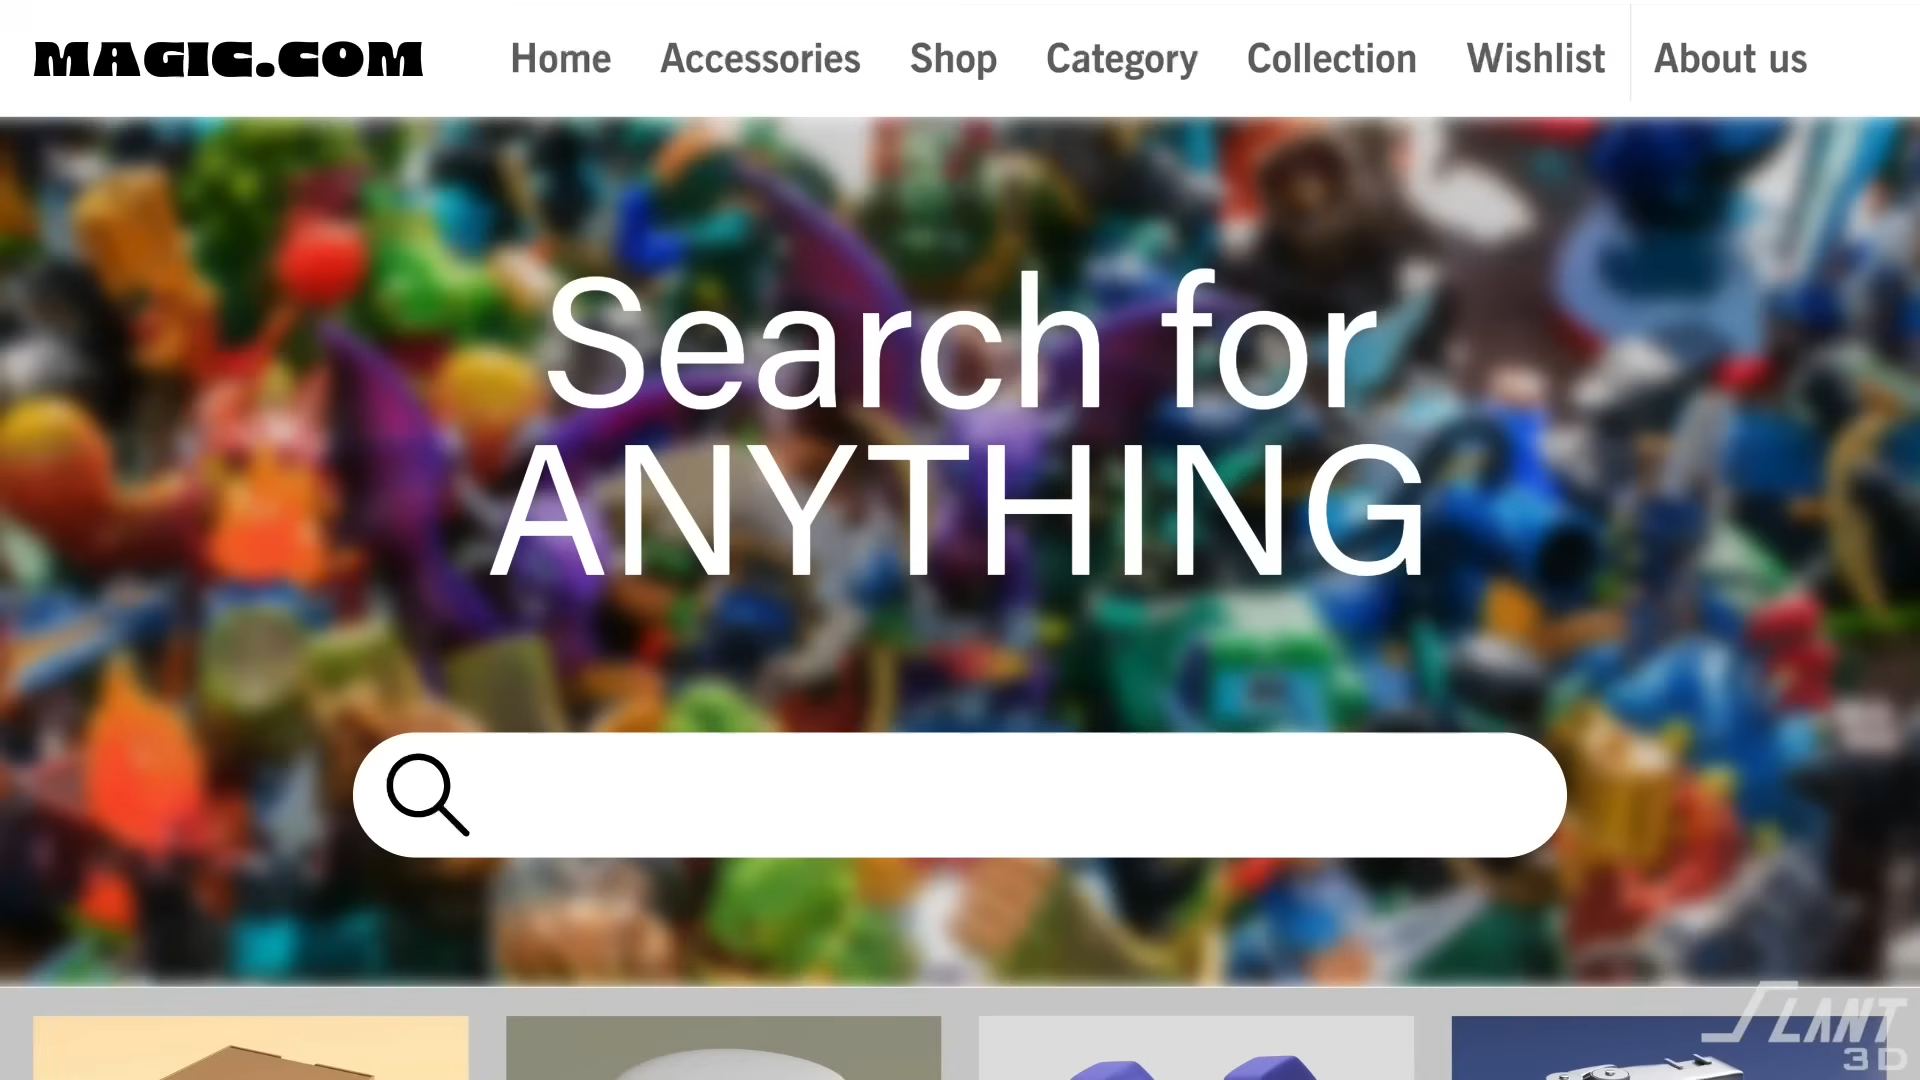 MAGIC.COM
Home Accessories Shop Category Collection Wishlist About us
Search for
ANYTHING
SLANT
3D